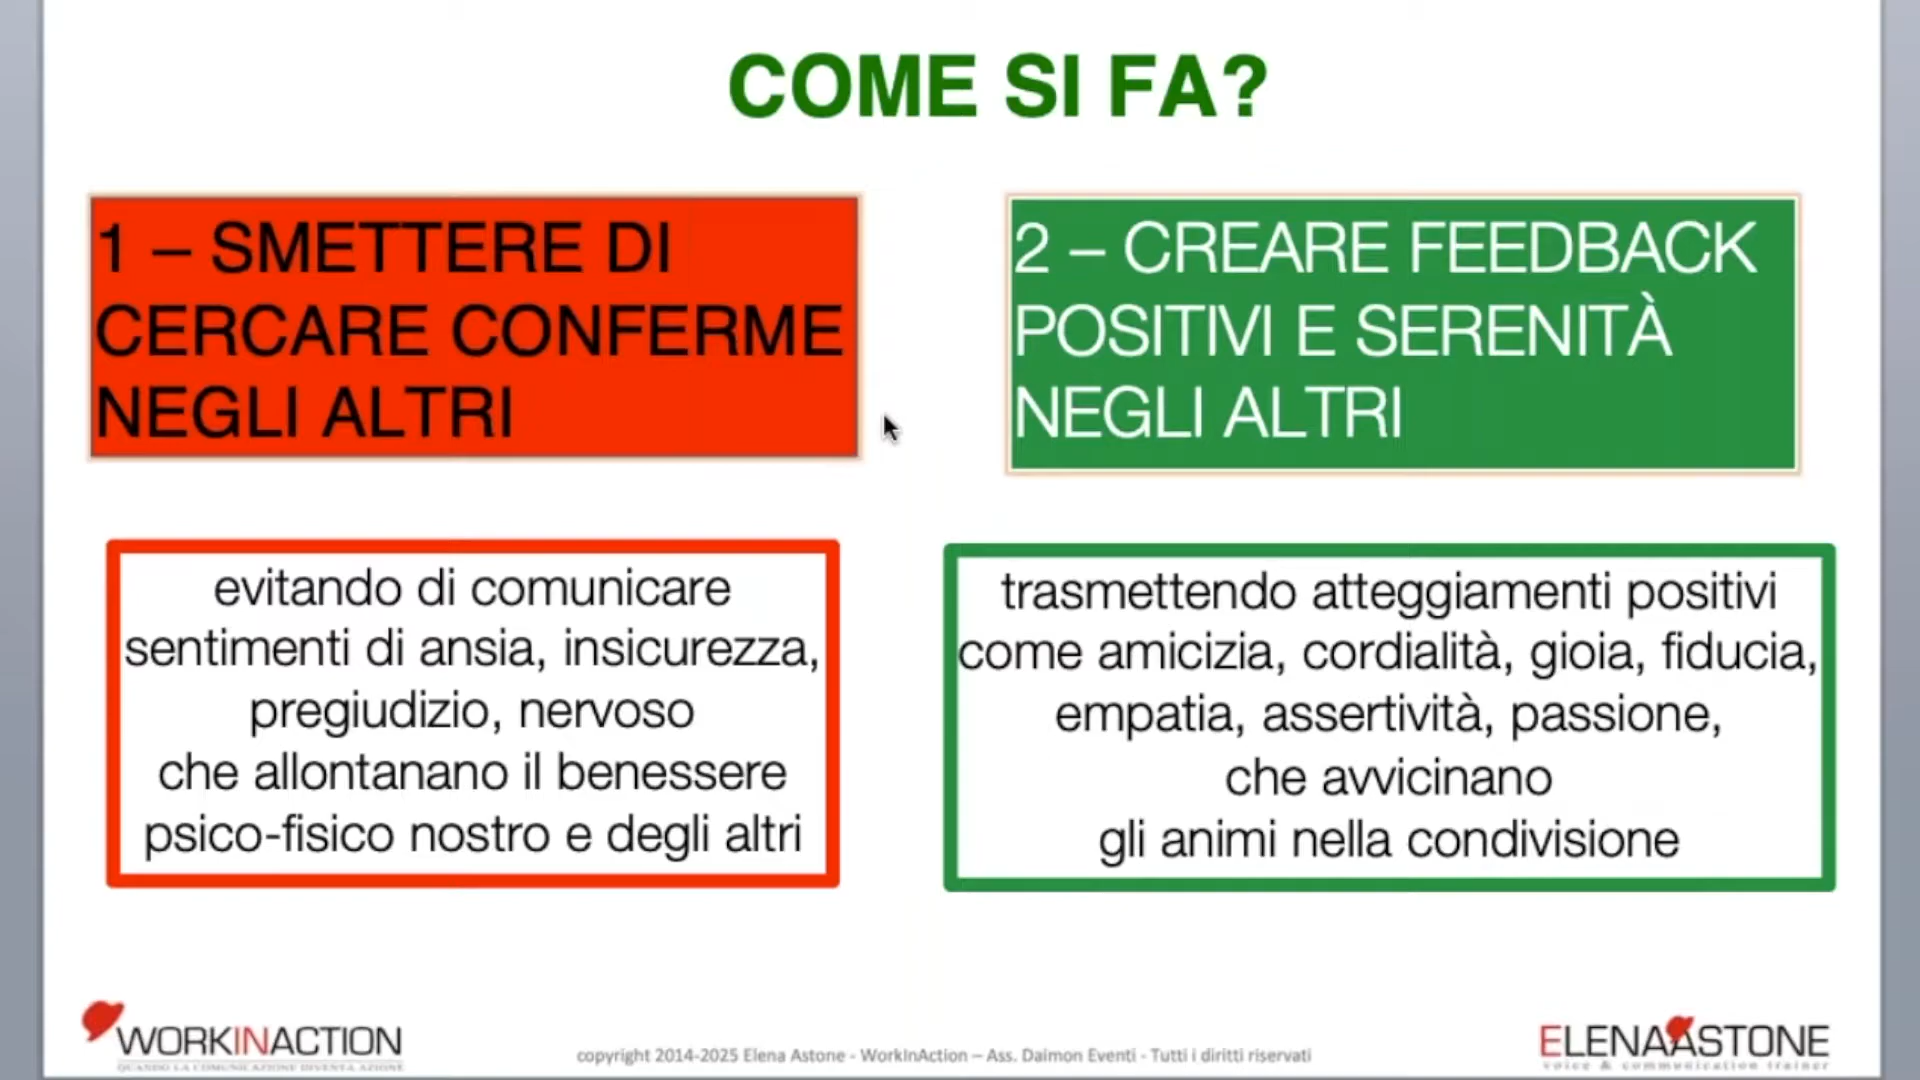 COME SI FA?
1 – SMETTERE DI
CERCARE CONFERME
NEGLI ALTRI
2 – CREARE FEEDBACK
POSITIVI E SERENITÀ
NEGLI ALTRI
evitando di comunicare
sentimenti di ansia, insicurezza,
pregiudizio, nervoso
che allontanano il benessere
psico-fisico nostro e degli altri
trasmettendo atteggiamenti positivi
come amicizia, cordialità, gioia, fiducia,
empatia, assertività, passione,
che avvicinano
gli animi nella condivisione
WORKINACTION
QUANDO LA COMUNICAZIONE DIVENTA AZIONE
copyright 2014-2025 Elena Astone - WorkInAction – Ass. Daimon Eventi - Tutti i diritti riservati
ELENAASTONE
voice & communication trainer